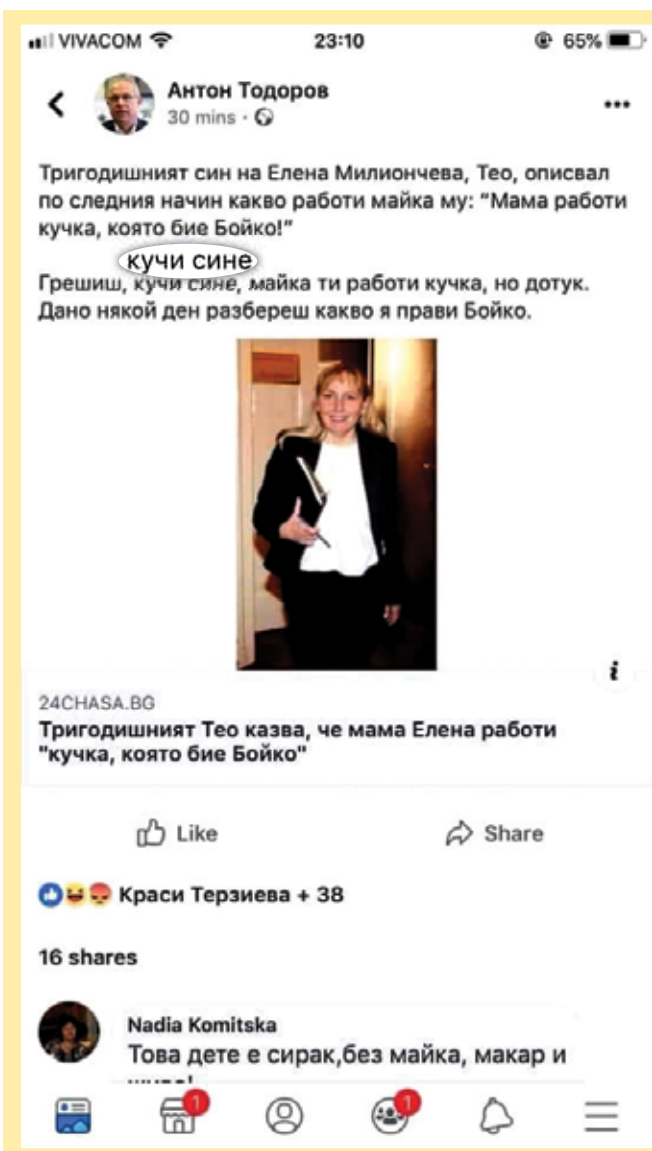 VIVACOM 23:10 65%
Антон Тодоров
30 mins ·
Тригодишният син на Елена Милиончева, Тео, описвал
по следния начин какво работи майка му: “Мама работи
кучка, която бие Бойко!”
кучи сине
Грешиш, кучи сине, майка ти работи кучка, но дотук.
Дано някой ден разбереш какво я прави Бойко.
24CHASA.BG
Тригодишният Тео казва, че мама Елена работи
"кучка, която бие Бойко"
Like Share
Краси Терзиева + 38
16 shares
Nadia Komitska
Това дете е сирак,без майка, макар и
1 1